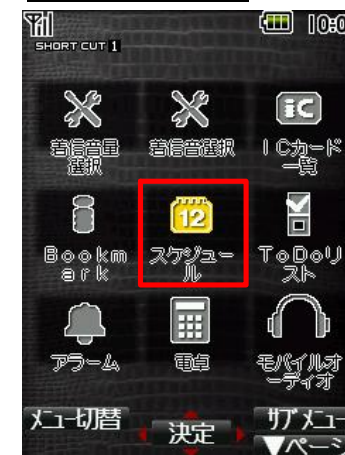 10:0
SHORT CUT 1
着信音量
選択
着信音選択
ICカード
一覧
12
Bookm
ark
スケジュー
ル
ToDoリ
スト
アラーム
電卓
モバイルオ
ーディオ
メニュー切替
決定
サブメニュー
▼ページ